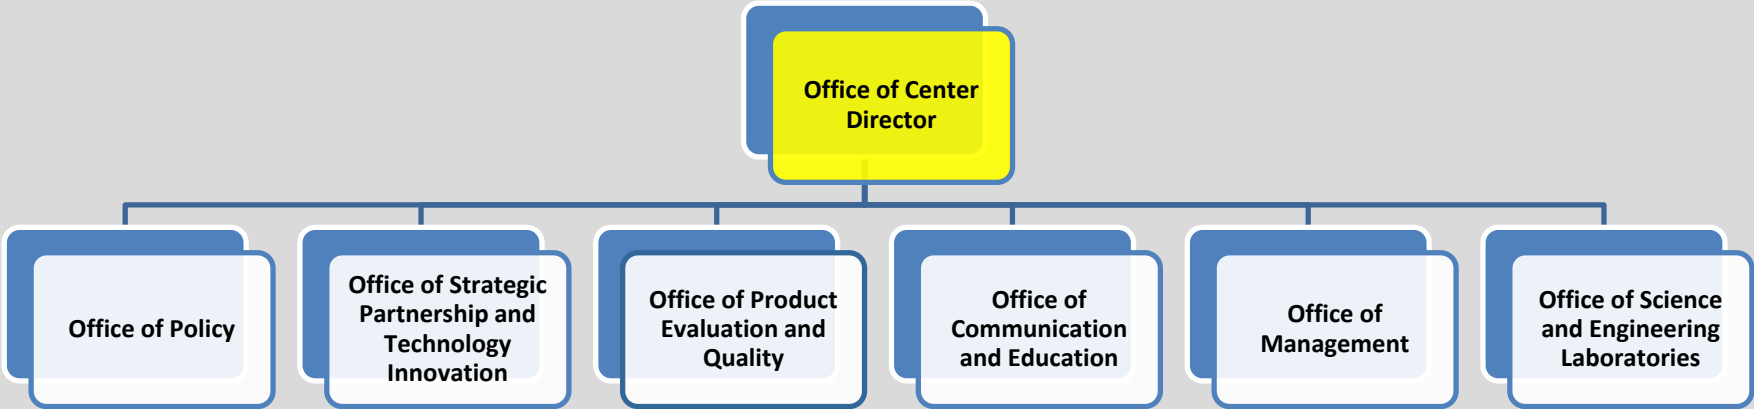 Office of Center
Director
Office of Policy
Office of Strategic
Partnership and
Technology
Innovation
Office of Product
Evaluation and
Quality
Office of
Communication
and Education
Office of
Management
Office of Science
and Engineering
Laboratories